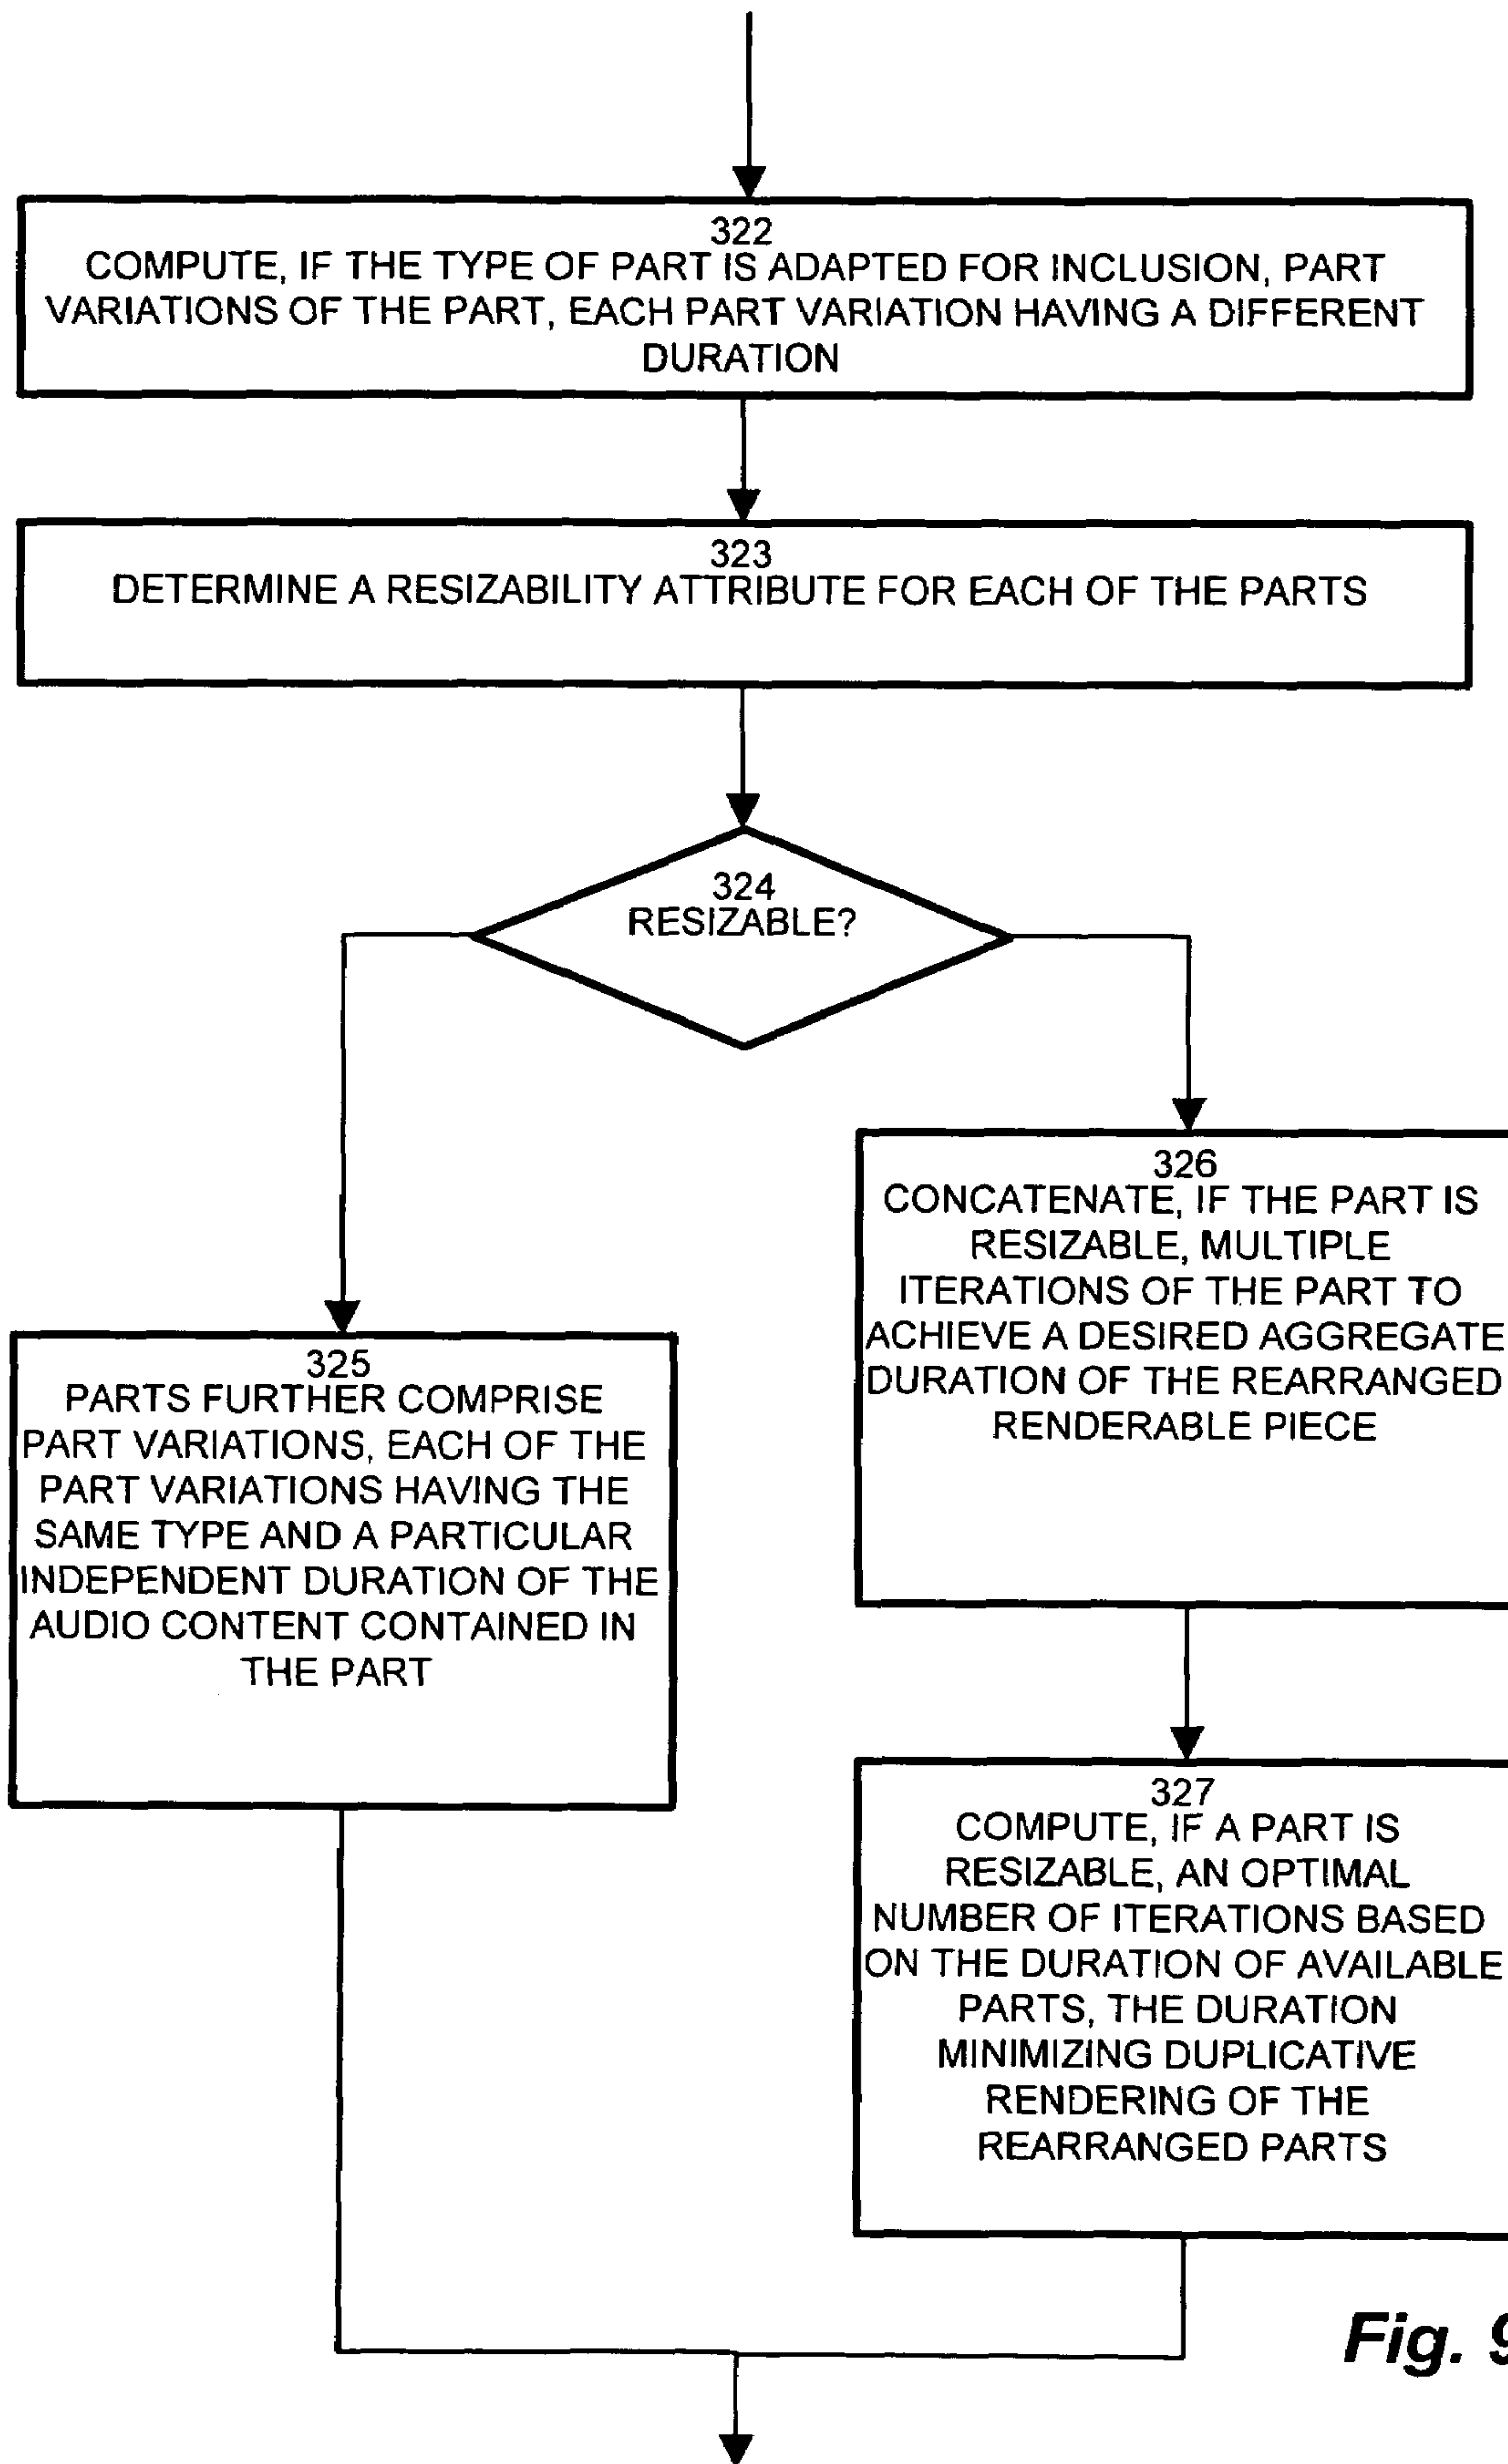 322
COMPUTE, IF THE TYPE OF PART IS ADAPTED FOR INCLUSION, PART
VARIATIONS OF THE PART, EACH PART VARIATION HAVING A DIFFERENT
DURATION
323
DETERMINE A RESIZABILITY ATTRIBUTE FOR EACH OF THE PARTS
324
RESIZABLE?
326
CONCATENATE, IF THE PART IS
RESIZABLE, MULTIPLE
ITERATIONS OF THE PART TO
ACHIEVE A DESIRED AGGREGATE
DURATION OF THE REARRANGED
RENDERABLE PIECE
325
PARTS FURTHER COMPRISE
PART VARIATIONS, EACH OF THE
PART VARIATIONS HAVING THE
SAME TYPE AND A PARTICULAR
INDEPENDENT DURATION OF THE
AUDIO CONTENT CONTAINED IN
THE PART
327
COMPUTE, IF A PART IS
RESIZABLE, AN OPTIMAL
NUMBER OF ITERATIONS BASED
ON THE DURATION OF AVAILABLE
PARTS, THE DURATION
MINIMIZING DUPLICATIVE
RENDERING OF THE
REARRANGED PARTS
Fig. 9